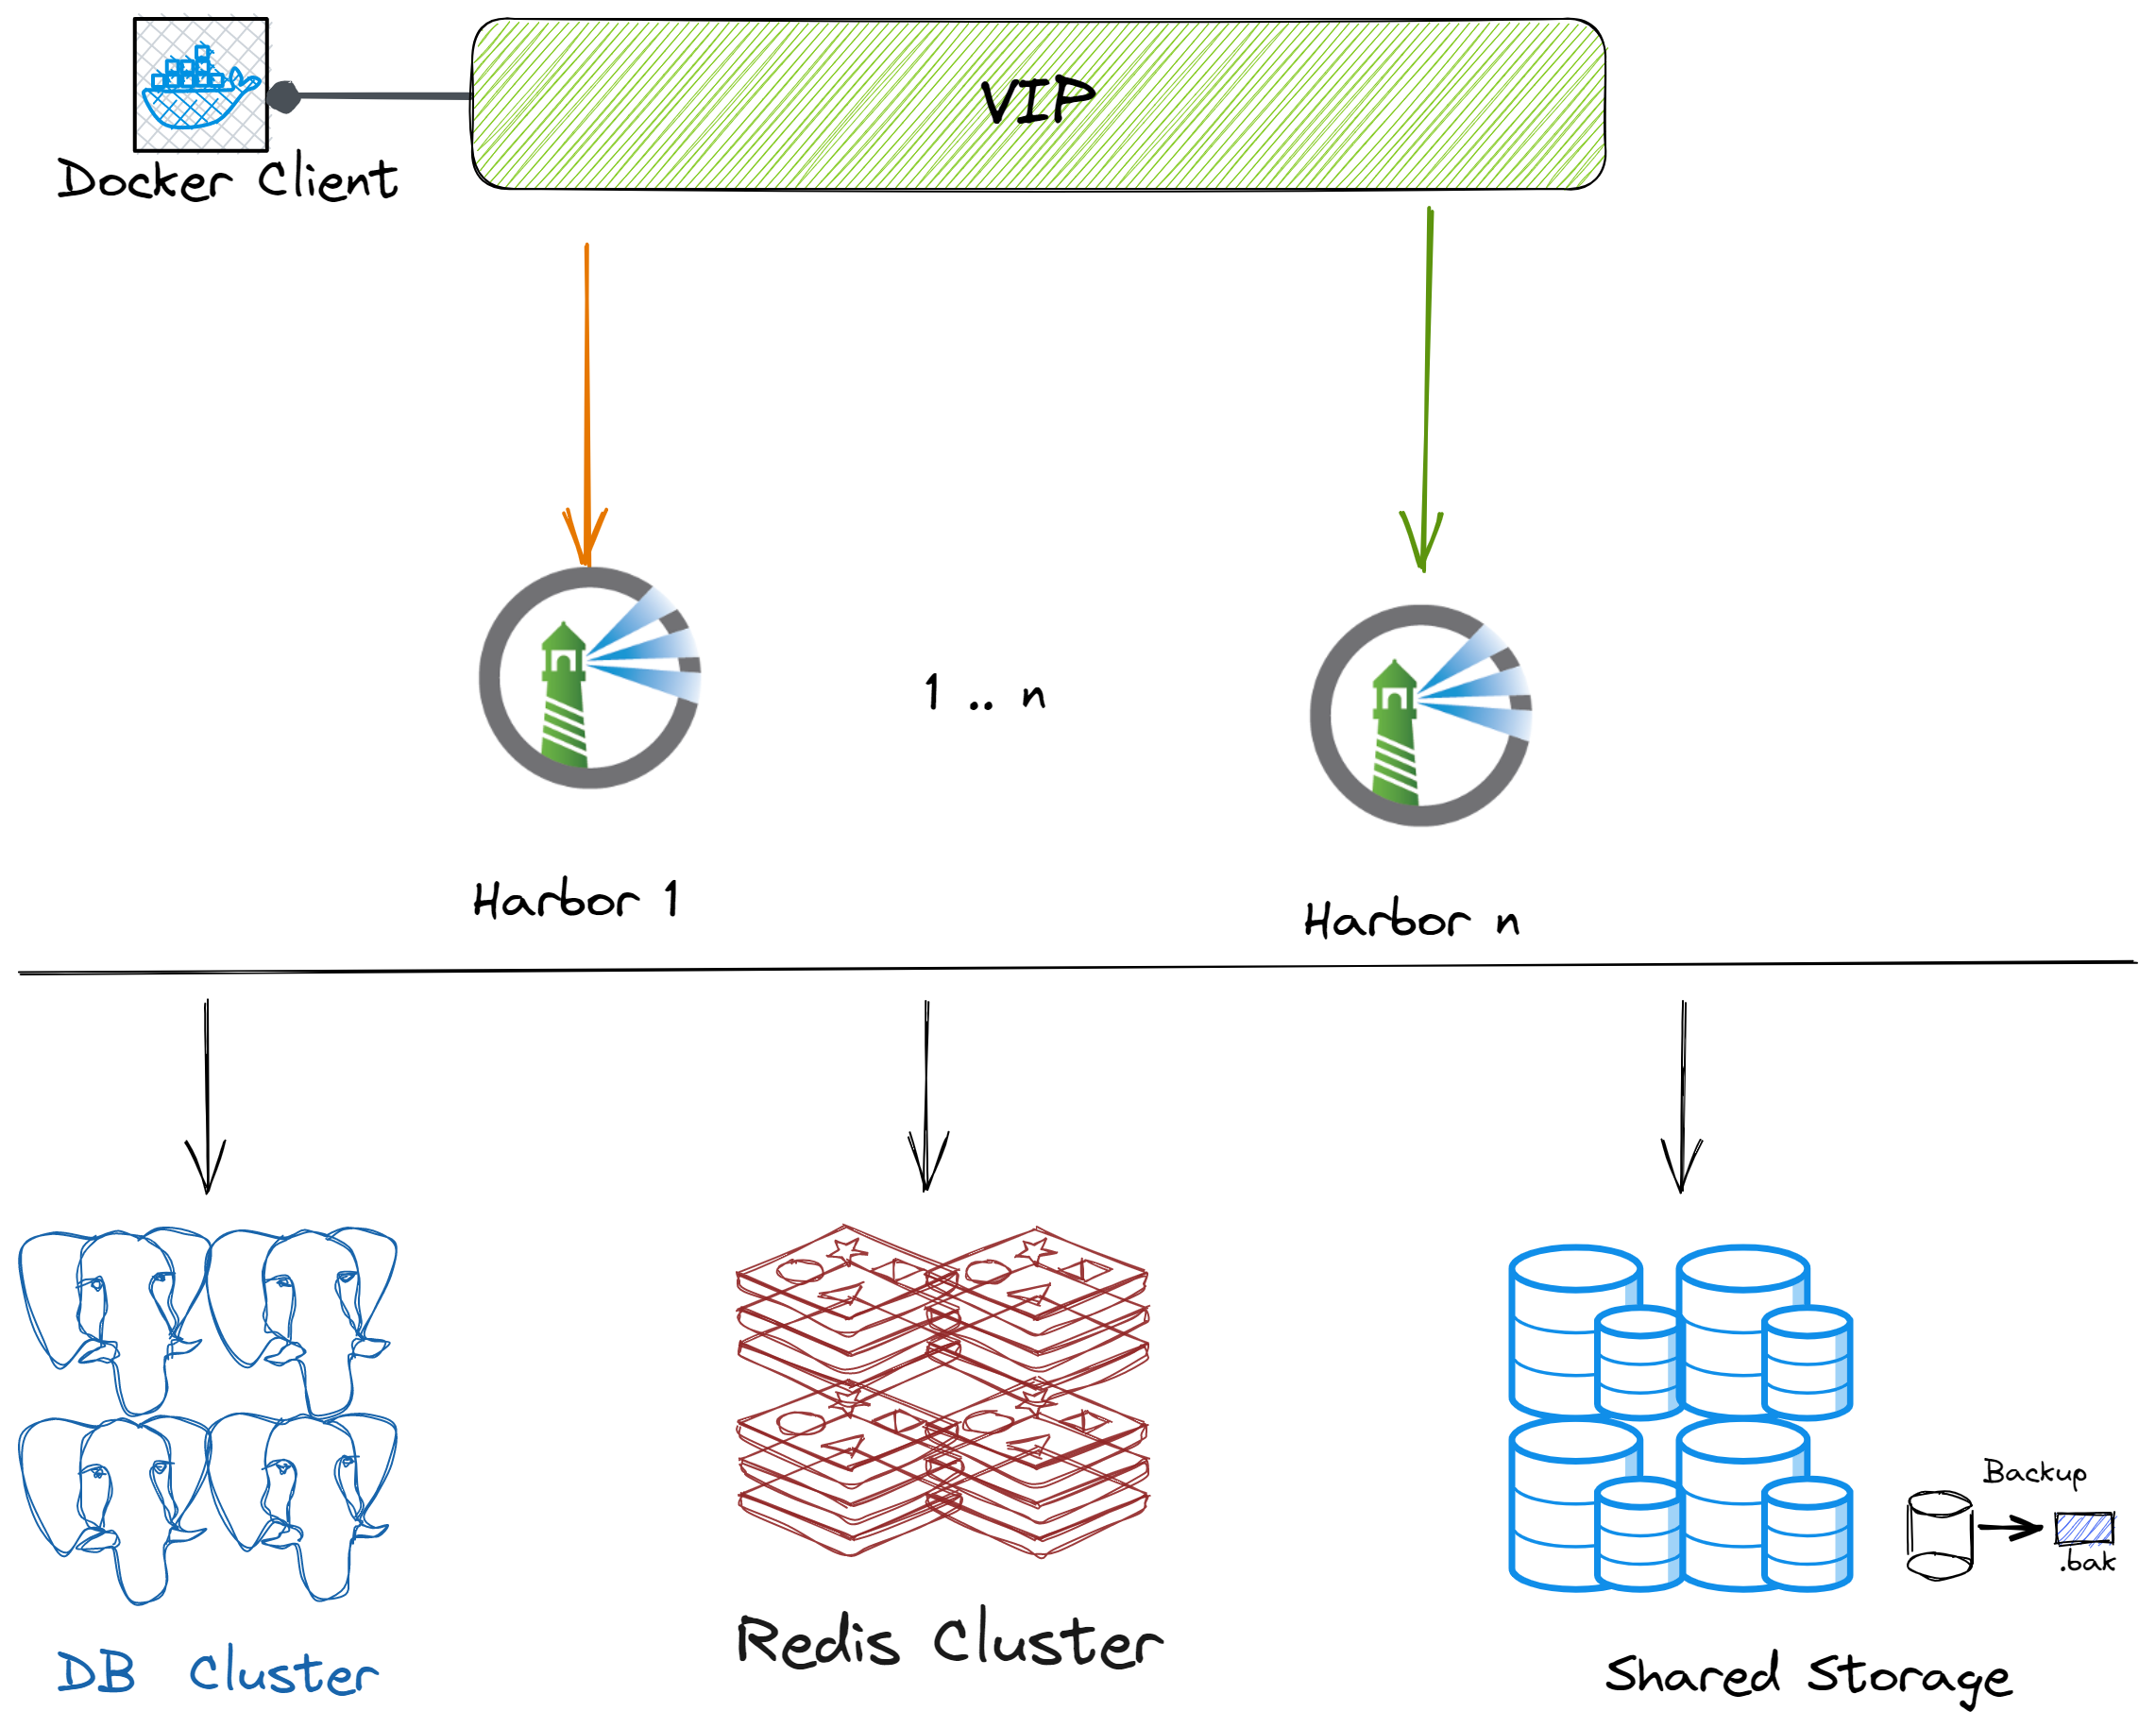 VIP
Docker Client
1 .. n
Harbor 1
Harbor n
Backup
.bak
Redis Cluster
DB Cluster
Shared Storage